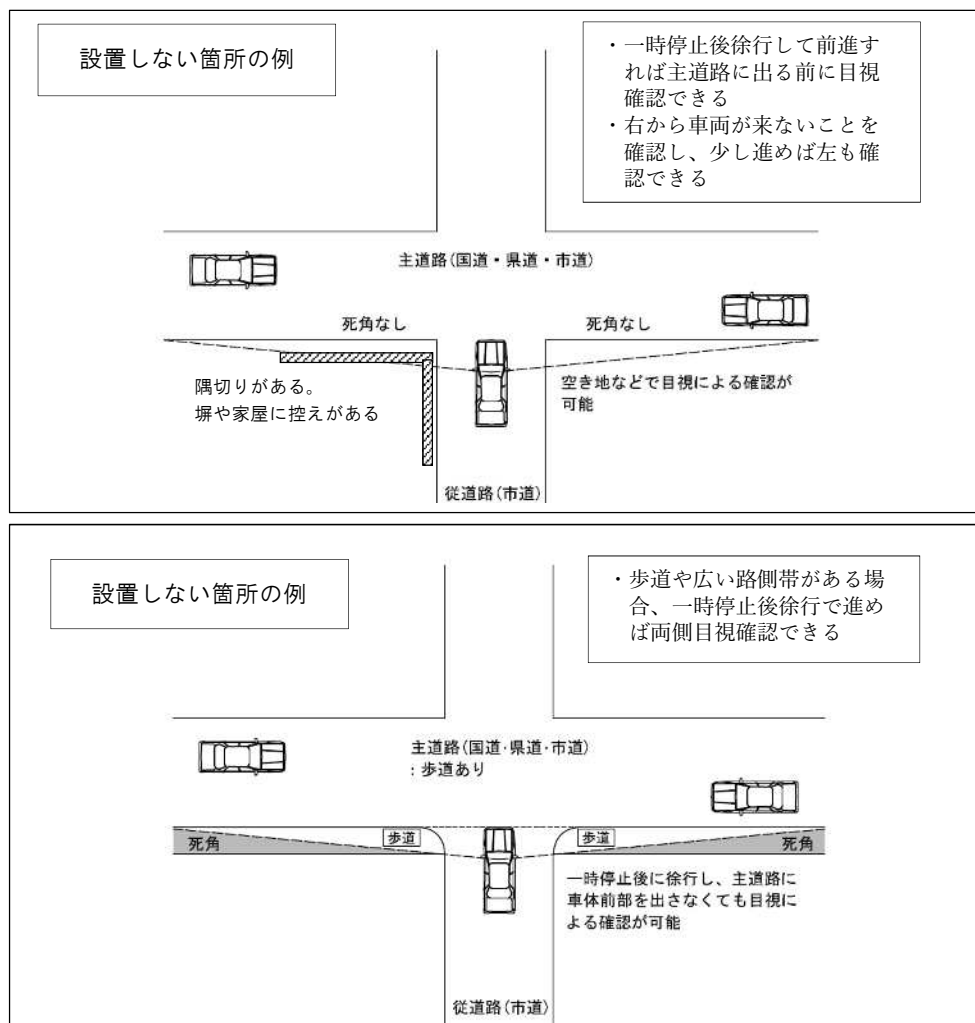 設置しない箇所の例
・一時停止後徐行して前進す
れば主道路に出る前に目視
確認できる
・右から車両が来ないことを
確認し、少し進めば左も確
認できる
主道路(国道・県道・市道)
死角なし
死角なし
隅切りがある。
塀や家屋に控えがある
空き地などで目視による確認が
可能
従道路(市道)
設置しない箇所の例
・歩道や広い路側帯がある場
合、一時停止後徐行で進め
ば両側目視確認できる
主道路(国道・県道・市道)
:歩道あり
死角
歩道
歩道
死角
一時停止後に徐行し、主道路に
車体前部を出さなくても目視に
よる確認が可能
従道路(市道)